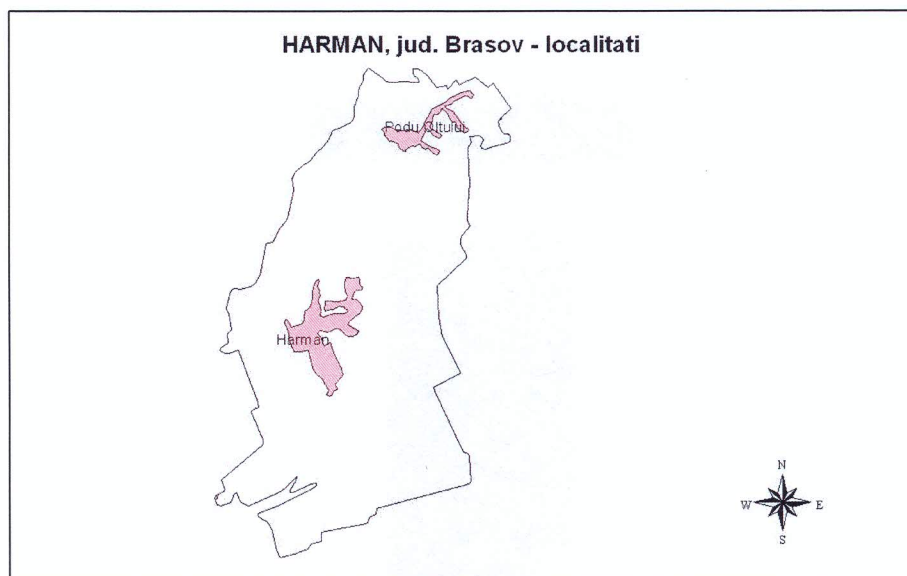 HARMAN, jud. Brasov - localitati
Podu Oltului
Harman
N
W E
S